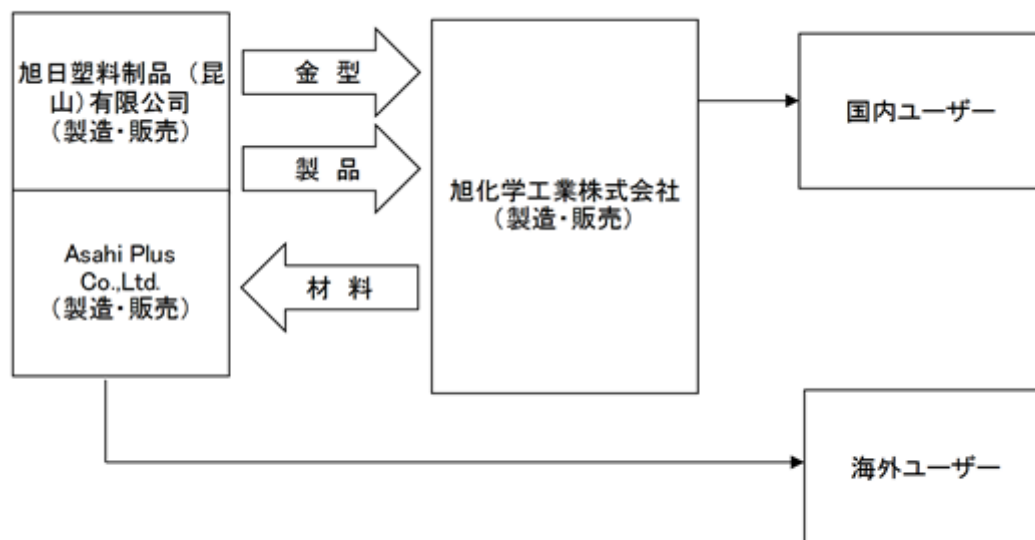 旭日塑料制品（昆
山）有限公司
（製造・販売）
Asahi Plus
Co.,Ltd.
（製造・販売）
金 型
製 品
材 料
旭化学工業株式会社
（製造・販売）
国内ユーザー
海外ユーザー